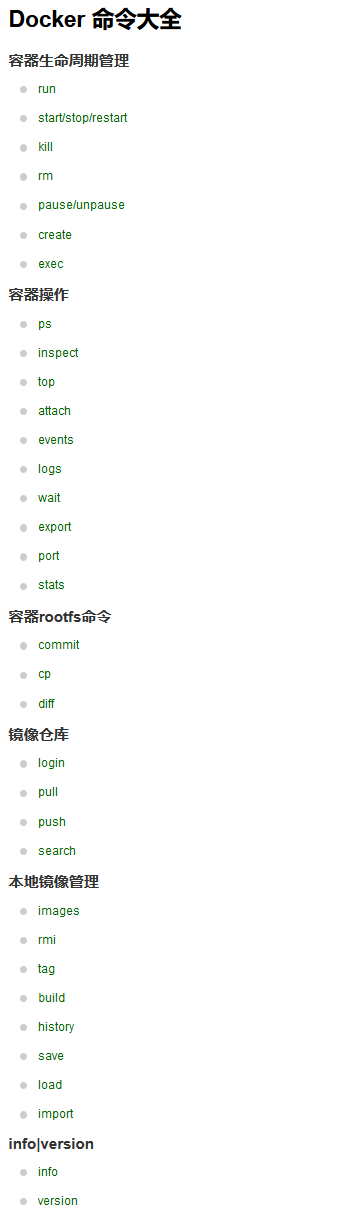 Docker 命令大全
容器生命周期管理
run
start/stop/restart
kill
rm
pause/unpause
create
exec
容器操作
ps
inspect
top
attach
events
logs
wait
export
port
stats
容器rootfs命令
commit
cp
diff
镜像仓库
login
pull
push
search
本地镜像管理
images
rmi
tag
build
history
save
load
import
info|version
info
version